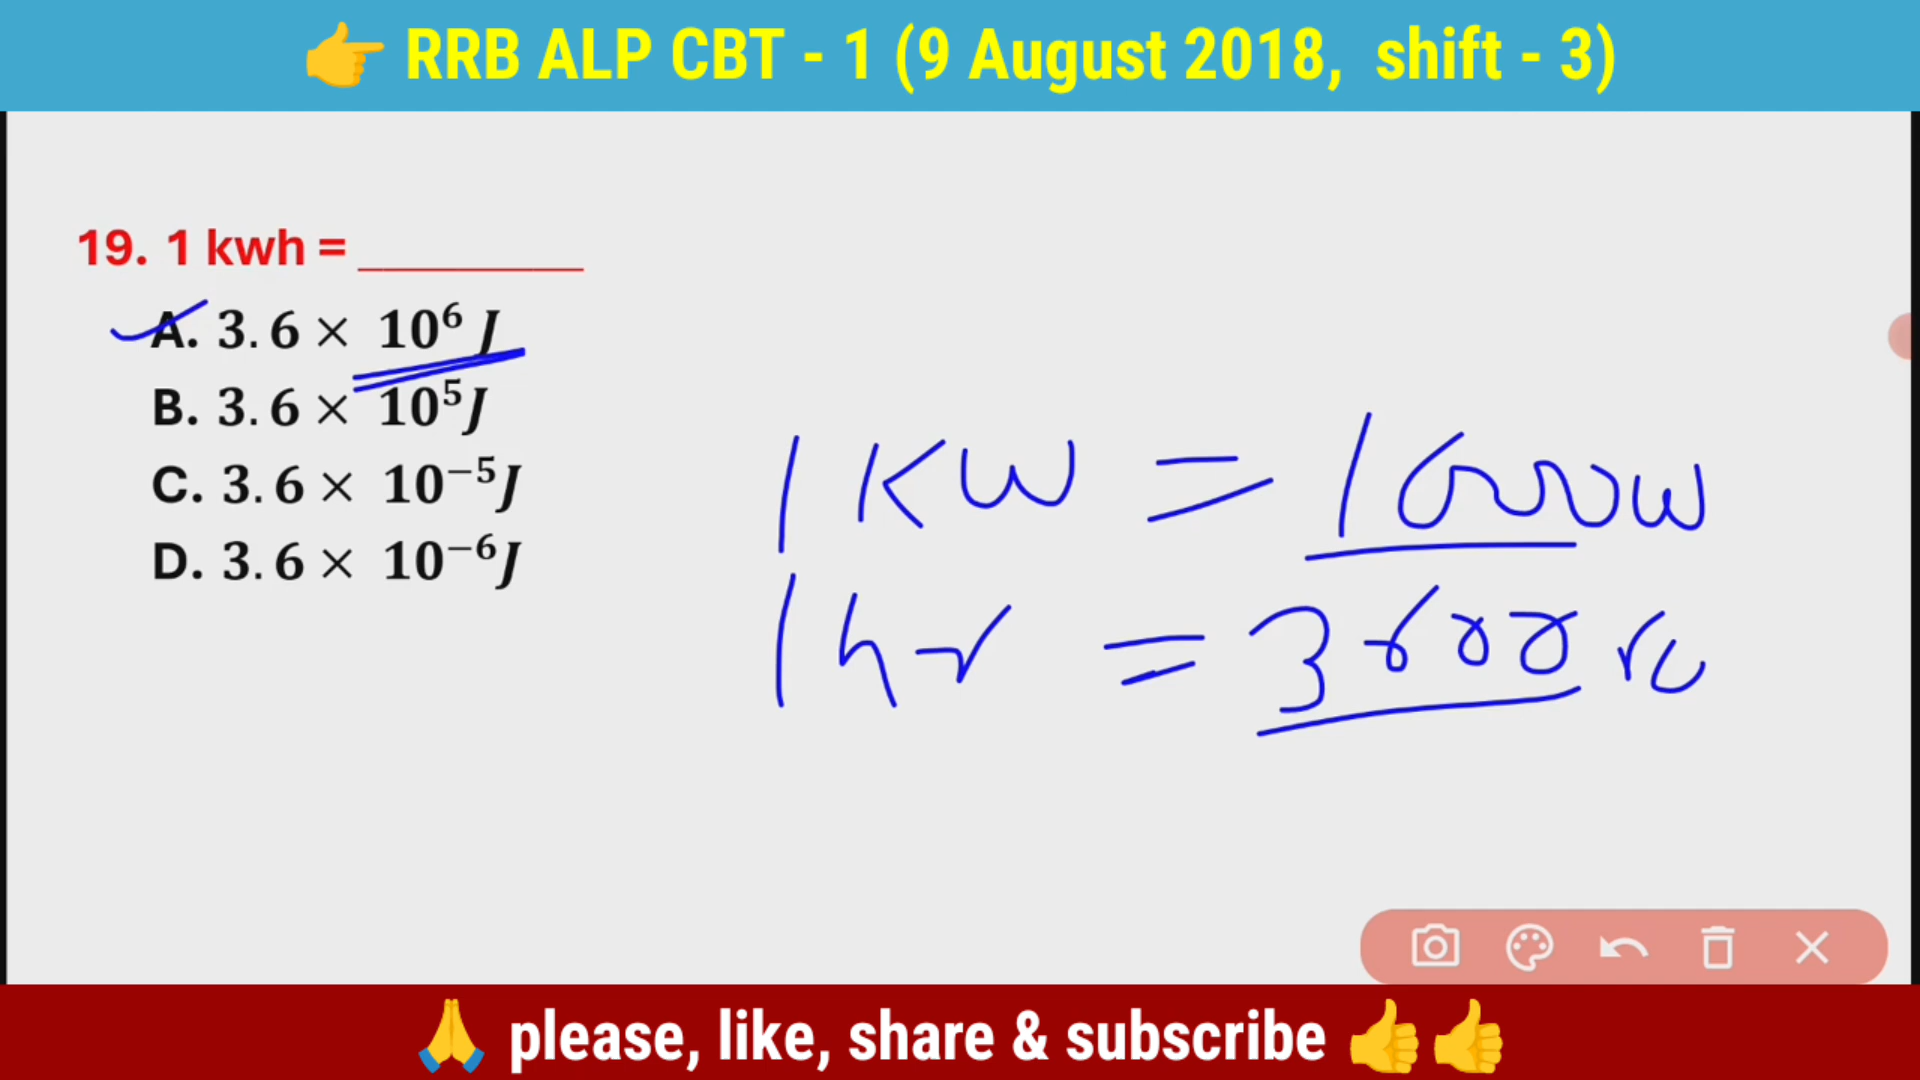 👉 RRB ALP CBT - 1 (9 August 2018, shift - 3)
19. 1 kwh = ________
A. 3.6 × 10⁶ J
B. 3.6 × 10⁵J
C. 3.6 × 10⁻⁵J
D. 3.6 × 10⁻⁶J
1 KW = 1000W
1 hr = 3600
🙏 please, like, share & subscribe 👍👍